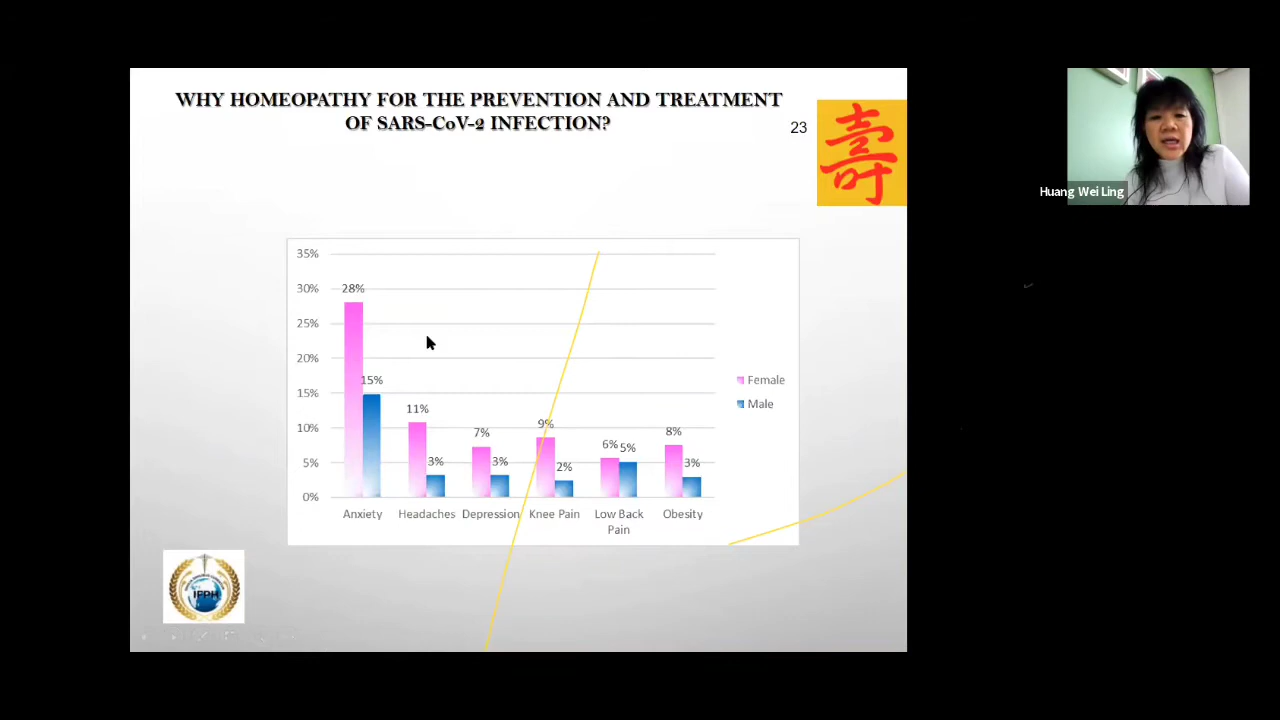 WHY HOMEOPATHY FOR THE PREVENTION AND TREATMENT
OF SARS-CoV-2 INFECTION?
23
壽
Huang Wei Ling
35%
30%
25%
20%
15%
10%
5%
0%
28%
15%
11%
3%
7%
3%
9%
2%
6%
5%
8%
3%
Anxiety
Headaches
Depression
Knee Pain
Low Back
Pain
Obesity
Female
Male
IFPH